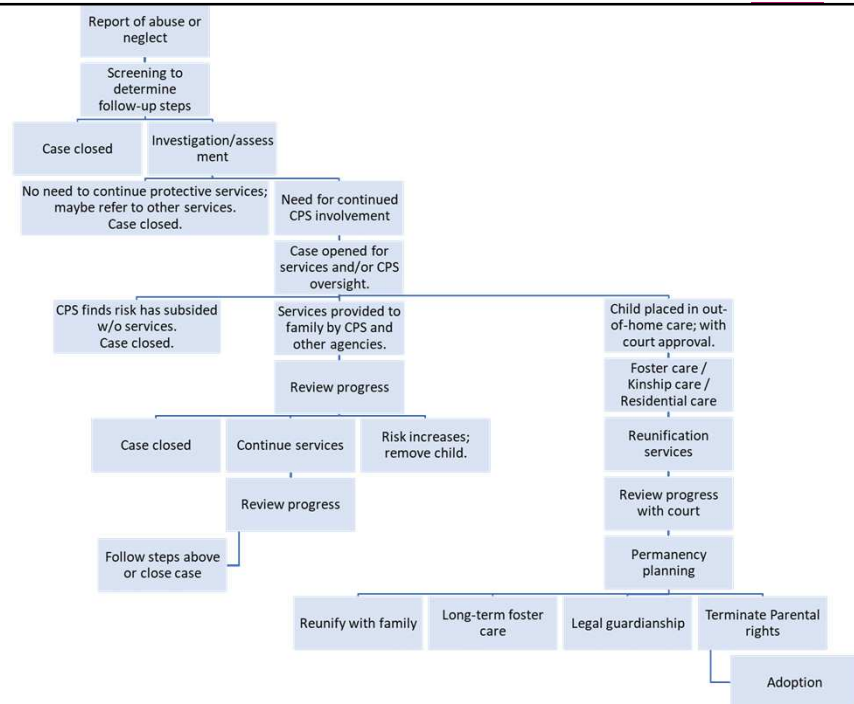 Report of abuse or
neglect
Screening to
determine
follow-up steps
Case closed
Investigation/assess
ment
No need to continue protective services;
maybe refer to other services.
Case closed.
Need for continued
CPS involvement
Case opened for
services and/or CPS
oversight.
CPS finds risk has subsided
w/o services.
Case closed.
Services provided to
family by CPS and
other agencies.
Child placed in out-
of-home care; with
court approval.
Review progress
Foster care /
Kinship care /
Residential care
Case closed
Continue services
Risk increases;
remove child.
Reunification
services
Review progress
Review progress
with court
Follow steps above
or close case
Permanency
planning
Reunify with family
Long-term foster
care
Legal guardianship
Terminate Parental
rights
Adoption